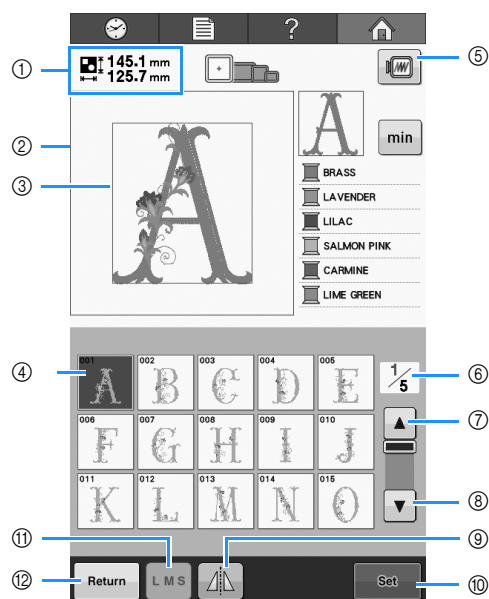 ?
① 145.1 mm
125.7 mm
⑤
②
③
min
BRASS
LAVENDER
LILAC
SALMON PINK
CARMINE
LIME GREEN
A
A
④ 001 002 003 004 005
A B C D E
1/5 ⑥
006 007 008 009 010
F G H I J
⑦
011 012 013 014 015
K L M N O
⑧
⑪ ⑨
⑫ Return LMS Set ⑩